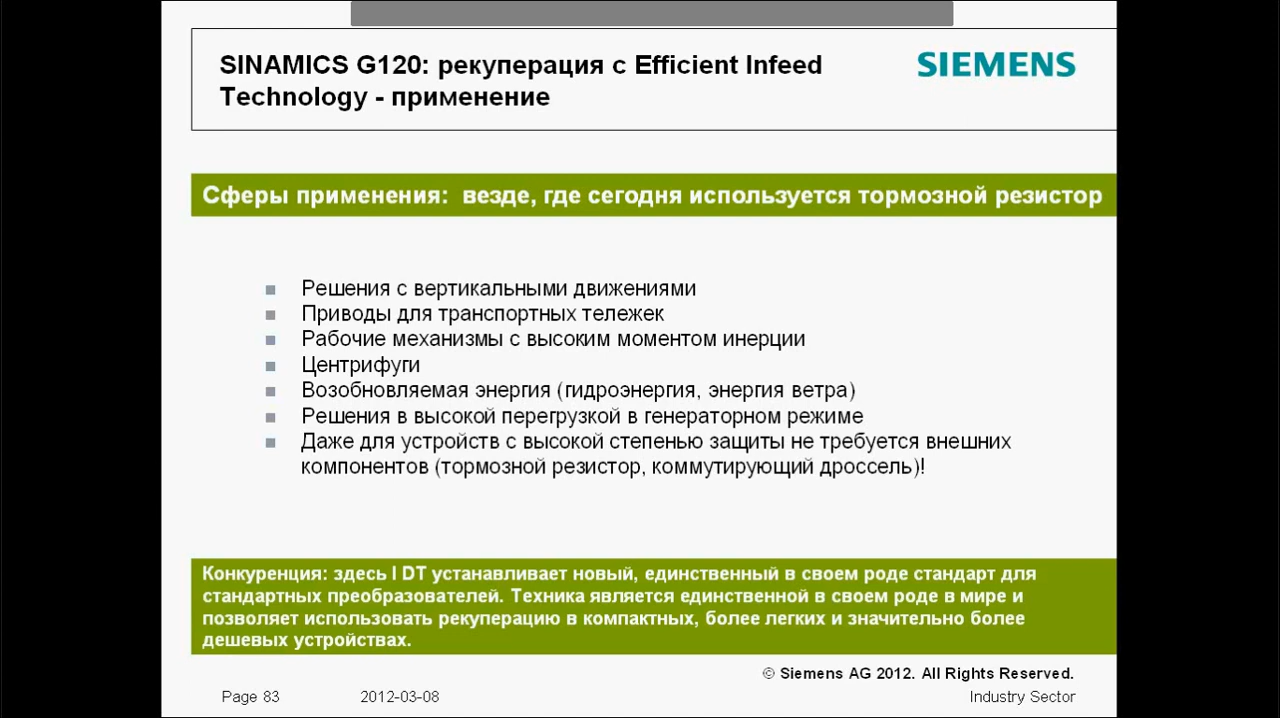 SINAMICS G120: рекуперация с Efficient Infeed
Technology - применение
SIEMENS
Сферы применения: везде, где сегодня используется тормозной резистор
Решения с вертикальными движениями
Приводы для транспортных тележек
Рабочие механизмы с высоким моментом инерции
Центрифуги
Возобновляемая энергия (гидроэнергия, энергия ветра)
Решения в высокой перегрузкой в генераторном режиме
Даже для устройств с высокой степенью защиты не требуется внешних
компонентов (тормозной резистор, коммутирующий дроссель)!
Конкуренция: здесь I DT устанавливает новый, единственный в своем роде стандарт для
стандартных преобразователей. Техника является единственной в своем роде в мире и
позволяет использовать рекуперацию в компактных, более легких и значительно более
дешевых устройствах.
© Siemens AG 2012. All Rights Reserved.
Page 83 2012-03-08 Industry Sector